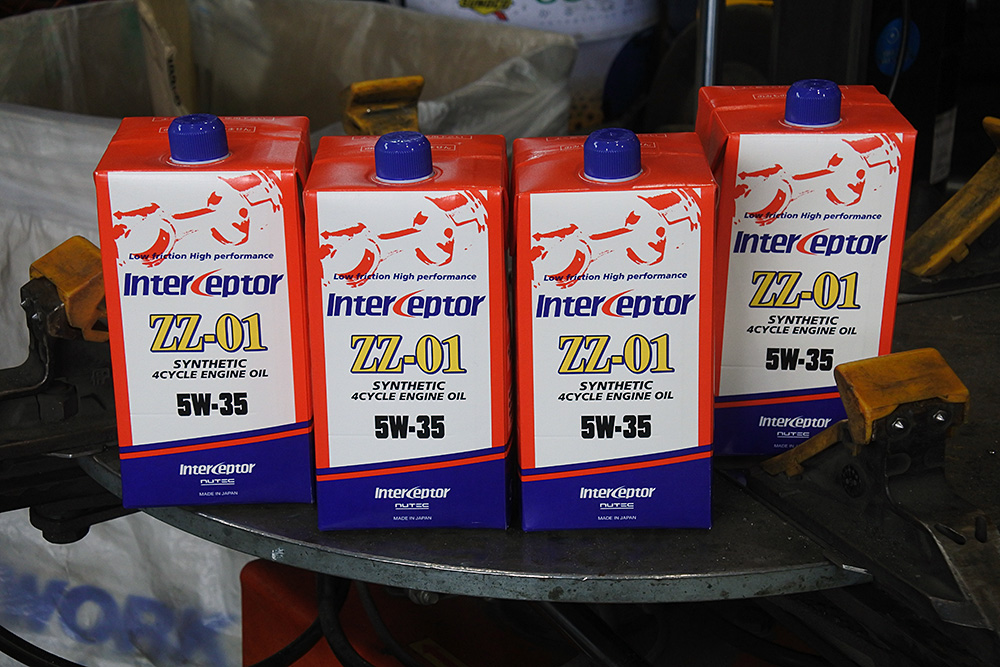 Low friction High performance
Interceptor
ZZ-01
SYNTHETIC
4CYCLE ENGINE OIL
5W-35
Interceptor
NUTEC
MADE IN JAPAN
Low friction High performance
Interceptor
ZZ-01
SYNTHETIC
4CYCLE ENGINE OIL
5W-35
Interceptor
NUTEC
MADE IN JAPAN
Low friction High performance
Interceptor
ZZ-01
SYNTHETIC
4CYCLE ENGINE OIL
5W-35
Interceptor
NUTEC
MADE IN JAPAN
Low friction High performance
Interceptor
ZZ-01
SYNTHETIC
4CYCLE ENGINE OIL
5W-35
Interceptor
NUTEC
WORK